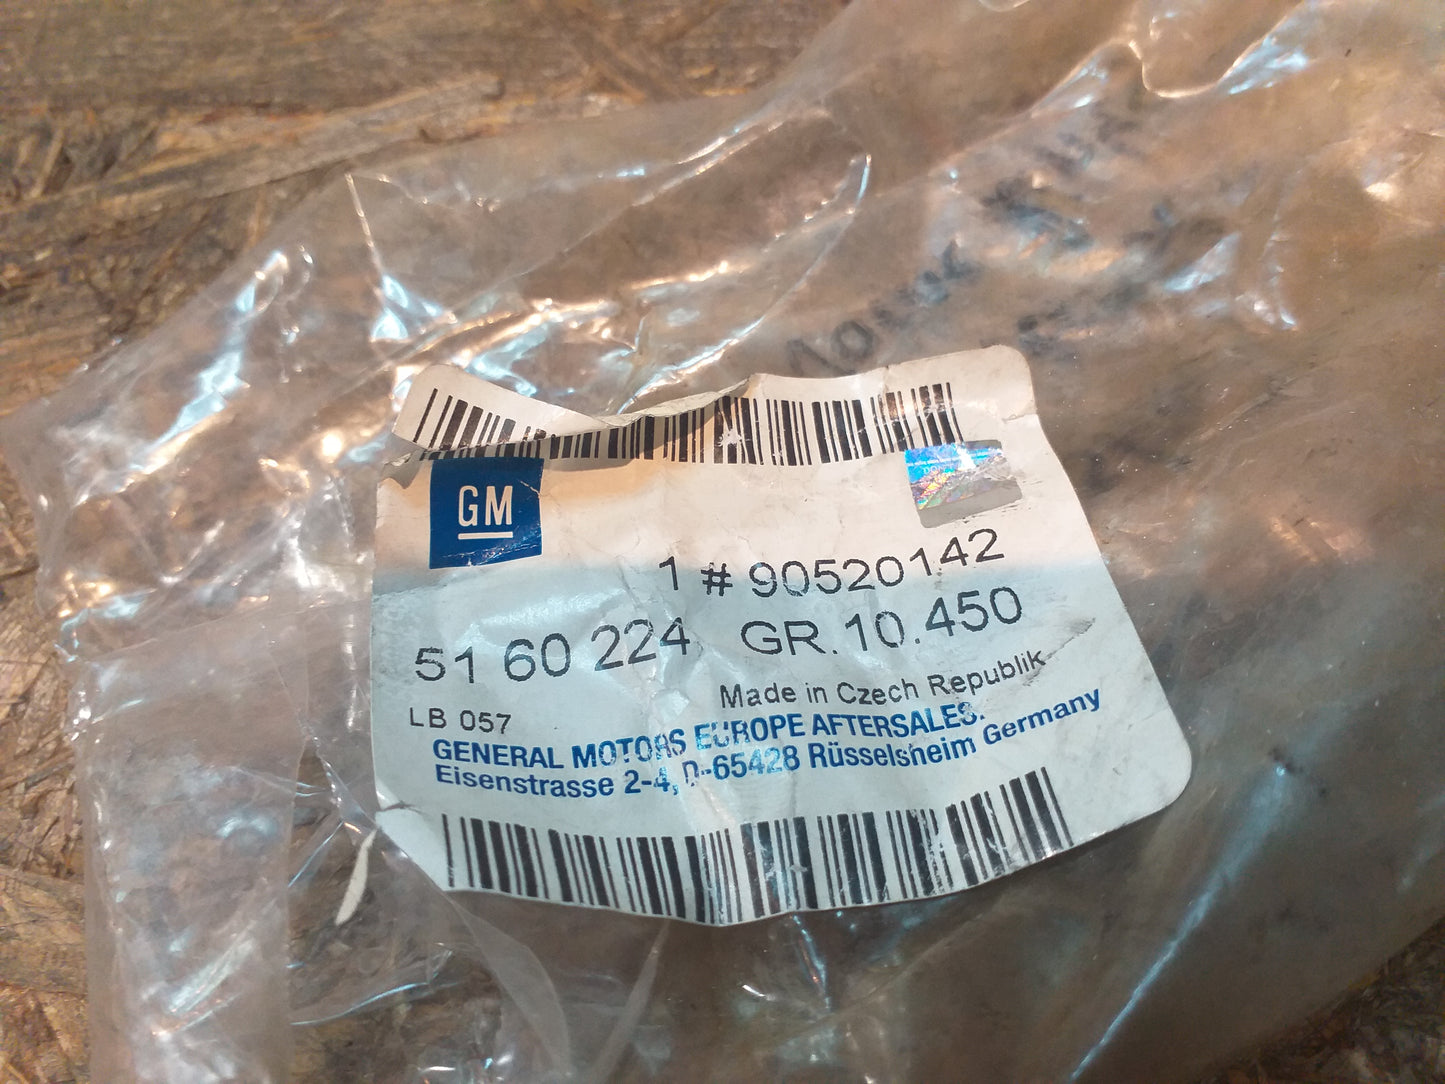 GM
1 # 90520142
51 60 224 GR. 10.450
Made in Czech Republik
LB 057
GENERAL MOTORS EUROPE AFTERSALES.
Eisenstrasse 2-4, D-65428 Rüsselsheim Germany